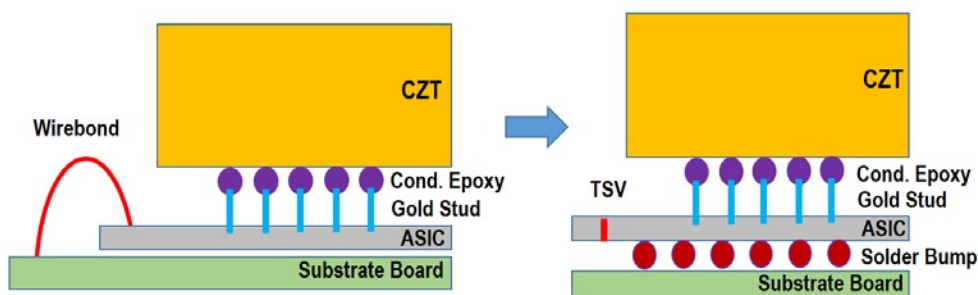 CZT
Wirebond
Cond. Epoxy
Gold Stud
ASIC
Substrate Board
CZT
TSV
Cond. Epoxy
Gold Stud
ASIC
Solder Bump
Substrate Board